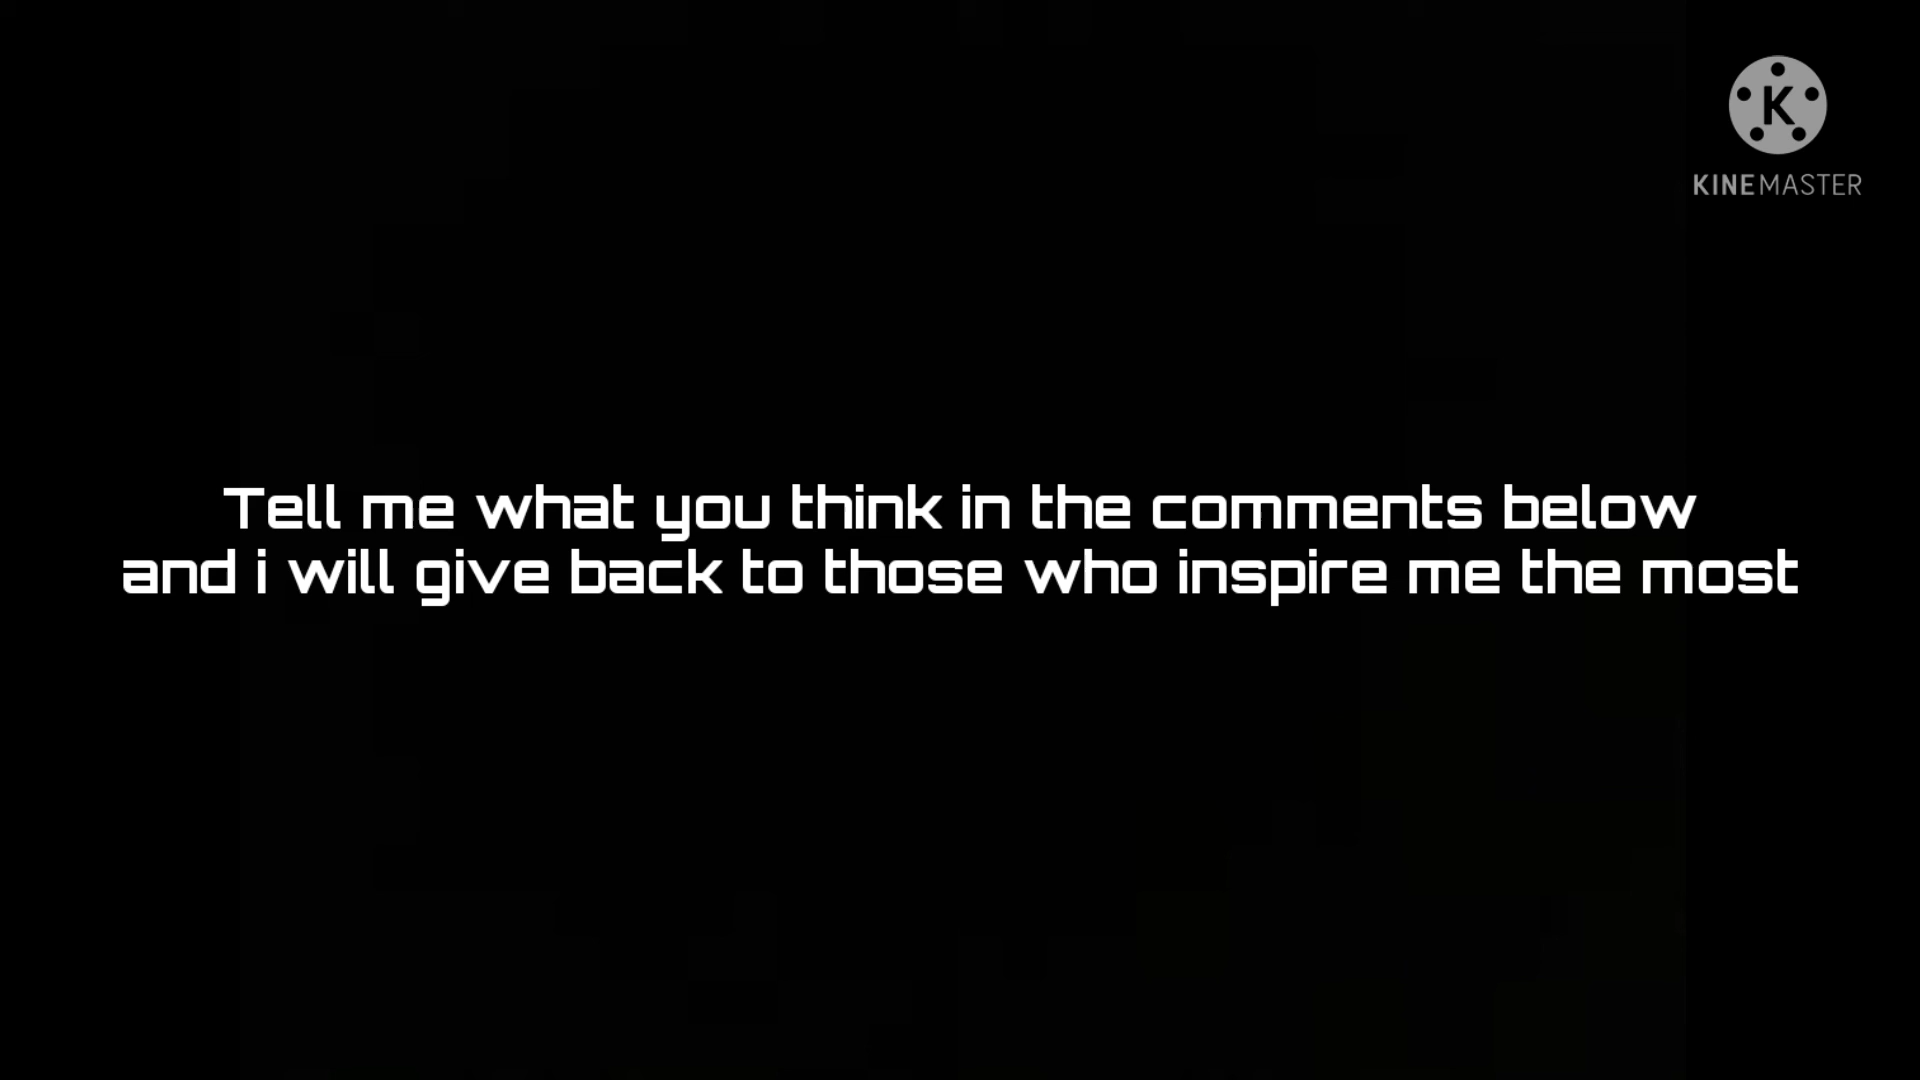 K
KINEMASTER
Tell me what you think in the comments below
and i will give back to those who inspire me the most